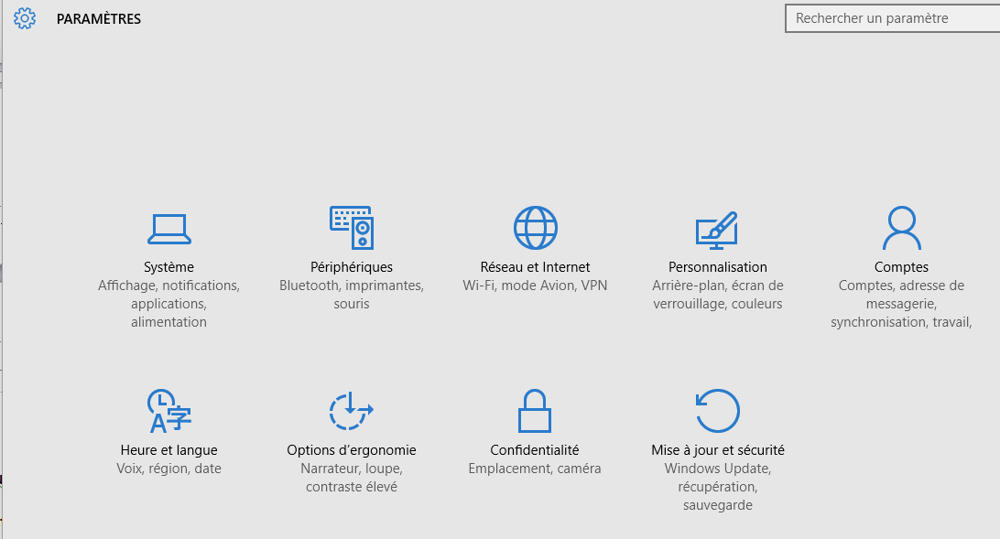 PARAMÈTRES
Rechercher un paramètre
Système
Affichage, notifications,
applications,
alimentation
Périphériques
Bluetooth, imprimantes,
souris
Réseau et Internet
Wi-Fi, mode Avion, VPN
Personnalisation
Arrière-plan, écran de
verrouillage, couleurs
Comptes
Comptes, adresse de
messagerie,
synchronisation, travail,
Heure et langue
Voix, région, date
Options d’ergonomie
Narrateur, loupe,
contraste élevé
Confidentialité
Emplacement, caméra
Mise à jour et sécurité
Windows Update,
récupération,
sauvegarde